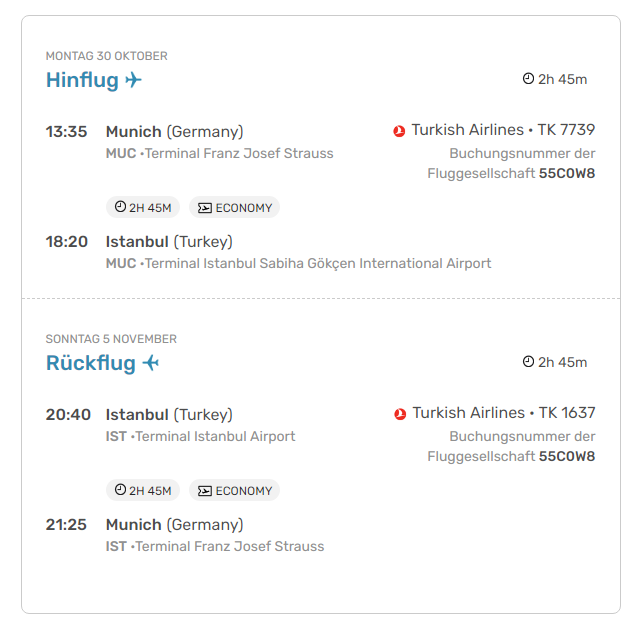 MONTAG 30 OKTOBER
Hinflug
2h 45m
13:35 Munich (Germany)
Turkish Airlines • TK 7739
MUC •Terminal Franz Josef Strauss
Buchungsnummer der
Fluggesellschaft 55C0W8
2H 45M ECONOMY
18:20 Istanbul (Turkey)
MUC •Terminal Istanbul Sabiha Gökçen International Airport
SONNTAG 5 NOVEMBER
Rückflug
2h 45m
20:40 Istanbul (Turkey)
Turkish Airlines • TK 1637
IST •Terminal Istanbul Airport
Buchungsnummer der
Fluggesellschaft 55C0W8
2H 45M ECONOMY
21:25 Munich (Germany)
IST •Terminal Franz Josef Strauss